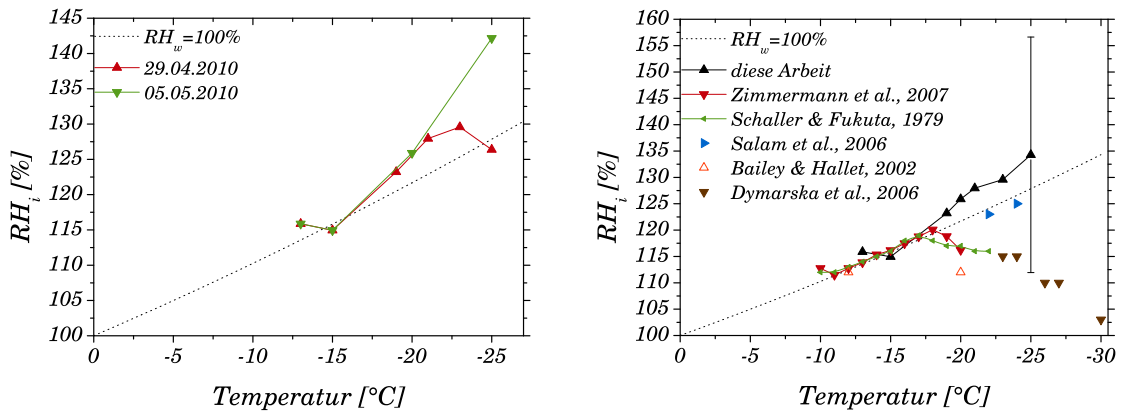 145
140
135
130
125
120
115
110
105
100
RH_w=100%
29.04.2010
05.05.2010
RH_i [%]
0 -5 -10 -15 -20 -25
Temperatur [°C]
160
155
150
145
140
135
130
125
120
115
110
105
100
RH_w=100%
diese Arbeit
Zimmermann et al., 2007
Schaller & Fukuta, 1979
Salam et al., 2006
Bailey & Hallet, 2002
Dymarska et al., 2006
RH_i [%]
0 -5 -10 -15 -20 -25 -30
Temperatur [°C]